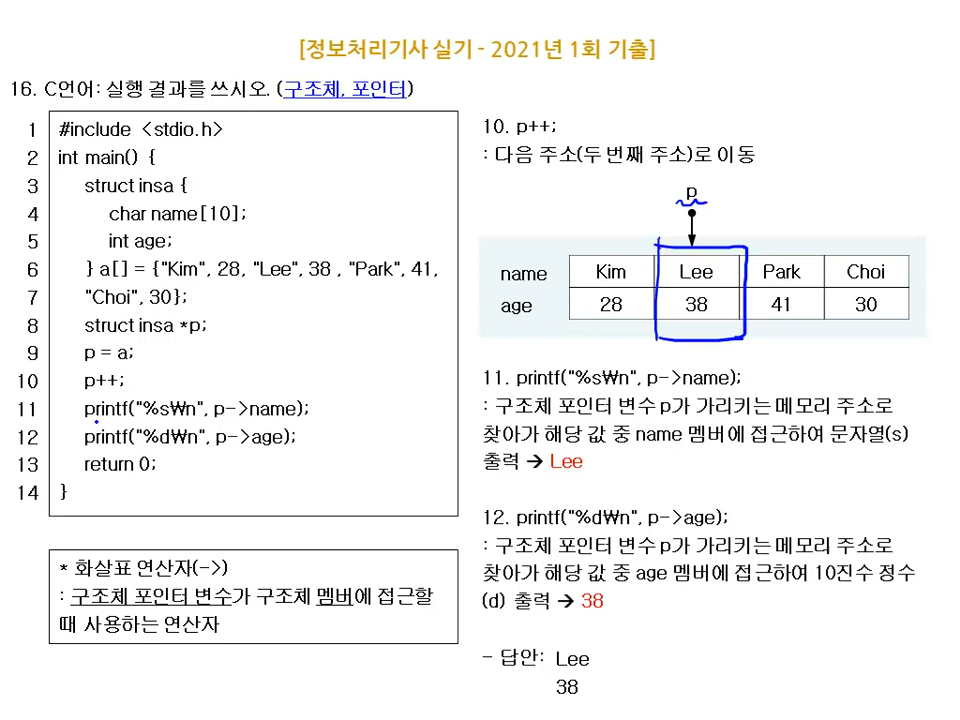 [정보처리기사 실기 - 2021년 1회 기출]
16. C언어: 실행 결과를 쓰시오. (구조체, 포인터)
1 #include <stdio.h>
2 int main() {
3 struct insa {
4 char name[10];
5 int age;
6 } a[] = {"Kim", 28, "Lee", 38 , "Park", 41,
7 "Choi", 30};
8 struct insa *p;
9 p = a;
10 p++;
11 printf("%s₩n", p->name);
12 printf("%d₩n", p->age);
13 return 0;
14 }
* 화살표 연산자(->)
: 구조체 포인터 변수가 구조체 멤버에 접근할
때 사용하는 연산자
10. p++;
: 다음 주소(두 번째 주소)로 이동
p
name Kim Lee Park Choi
age 28 38 41 30
11. printf("%s₩n", p->name);
: 구조체 포인터 변수 p가 가리키는 메모리 주소로
찾아가 해당 값 중 name 멤버에 접근하여 문자열(s)
출력 → Lee
12. printf("%d₩n", p->age);
: 구조체 포인터 변수 p가 가리키는 메모리 주소로
찾아가 해당 값 중 age 멤버에 접근하여 10진수 정수
(d) 출력 → 38
- 답안: Lee
38